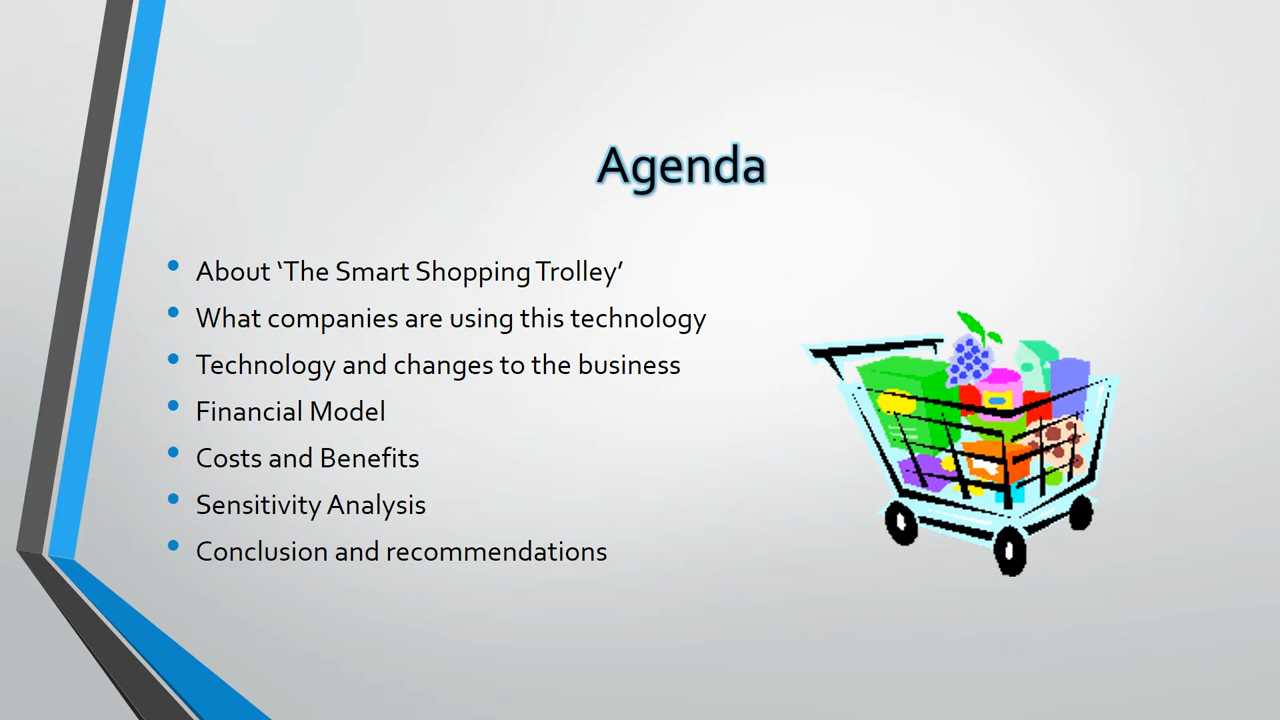 Agenda
• About ‘The Smart Shopping Trolley’
• What companies are using this technology
• Technology and changes to the business
• Financial Model
• Costs and Benefits
• Sensitivity Analysis
• Conclusion and recommendations